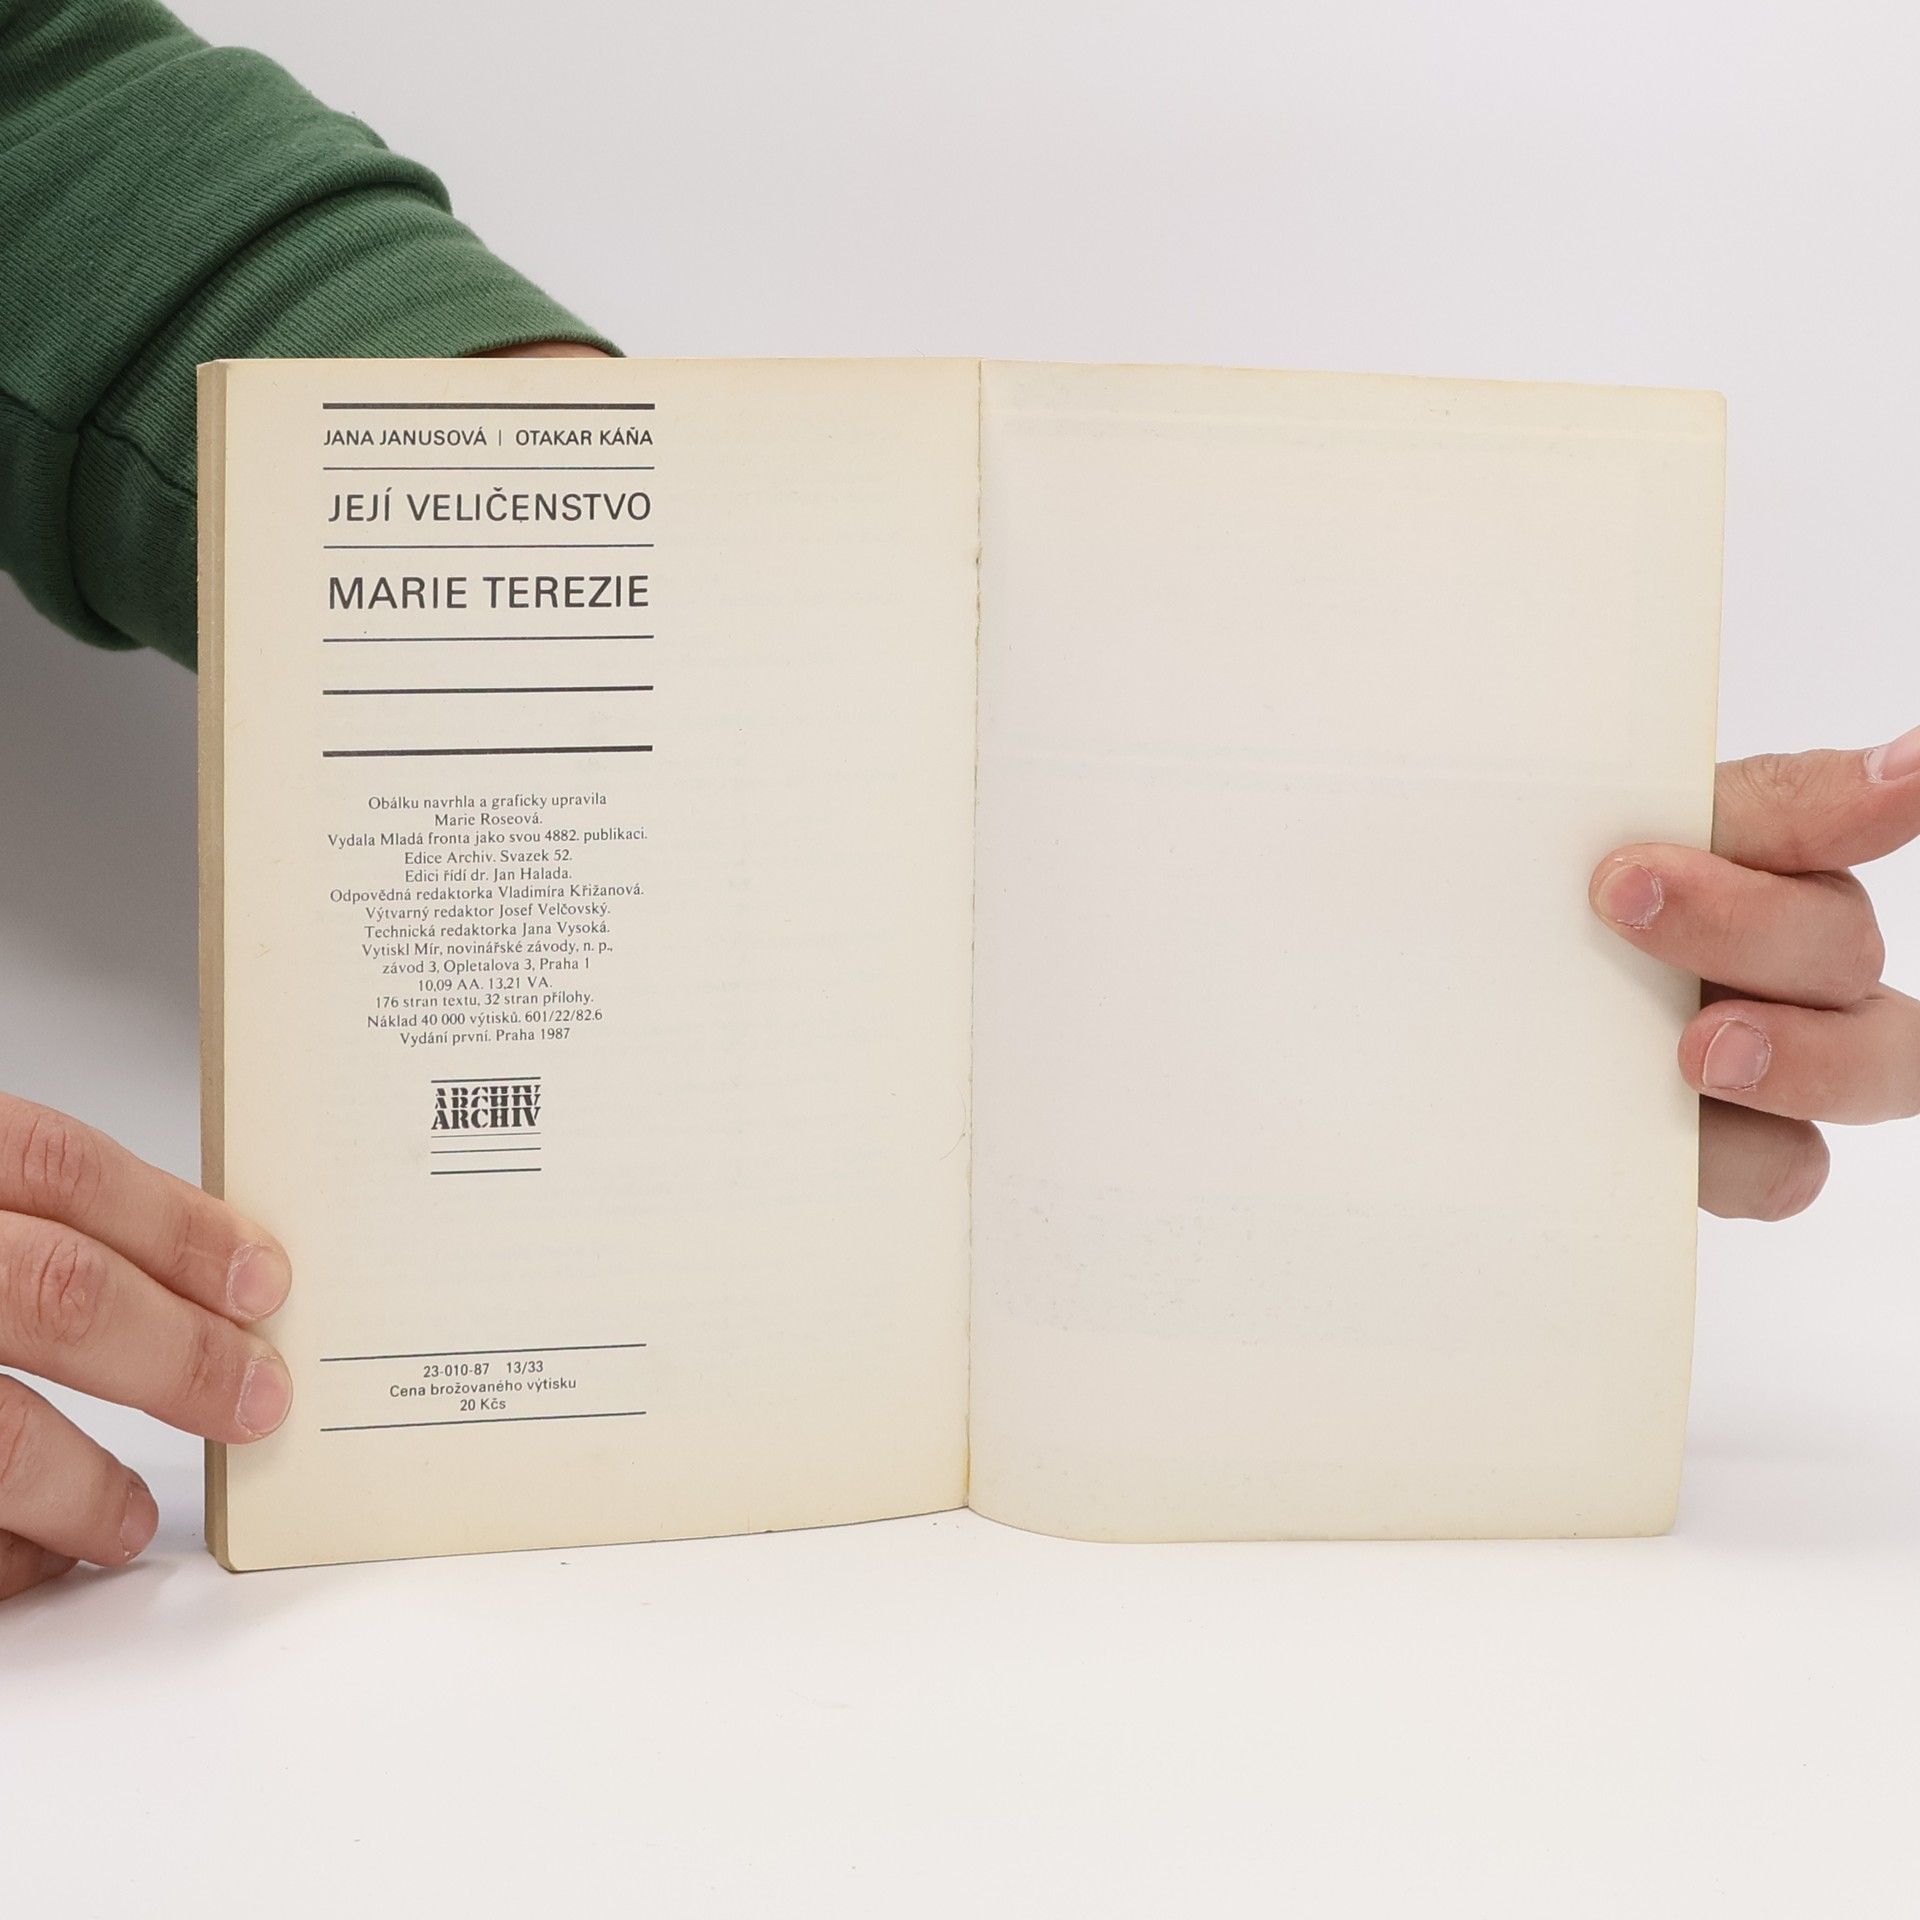 JANA JANUSOVÁ | OTAKAR KÁŇA
JEJÍ VELIČENSTVO
MARIE TEREZIE
Obálku navrhla a graficky upravila
Marie Roseová.
Vydala Mladá fronta jako svou 4882. publikaci.
Edice Archiv. Svazek 52.
Edici řídí dr. Jan Halada.
Odpovědná redaktorka Vladimíra Křižanová.
Výtvarný redaktor Josef Velčovský.
Technická redaktorka Jana Vysoká.
Vytiskl Mír, novinářské závody, n. p.,
závod 3, Opletalova 3, Praha 1
10,09 AA. 13,21 VA.
176 stran textu, 32 stran přílohy.
Náklad 40 000 výtisků. 601/22/82.6
Vydání první. Praha 1987
ARCHIV
ARCHIV
ARCHIV
23-010-87 13/33
Cena brožovaného výtisku
20 Kčs